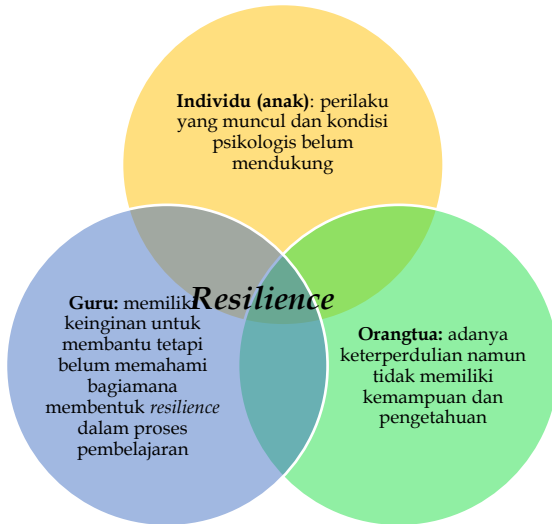 Individu (anak): perilaku
yang muncul dan kondisi
psikologis belum
mendukung
Resilience
Guru: memiliki
keinginan untuk
membantu tetapi
belum memahami
bagiamana
membentuk resilience
dalam proses
pembelajaran
Orangtua: adanya
keterperdulian namun
tidak memiliki
kemampuan dan
pengetahuan